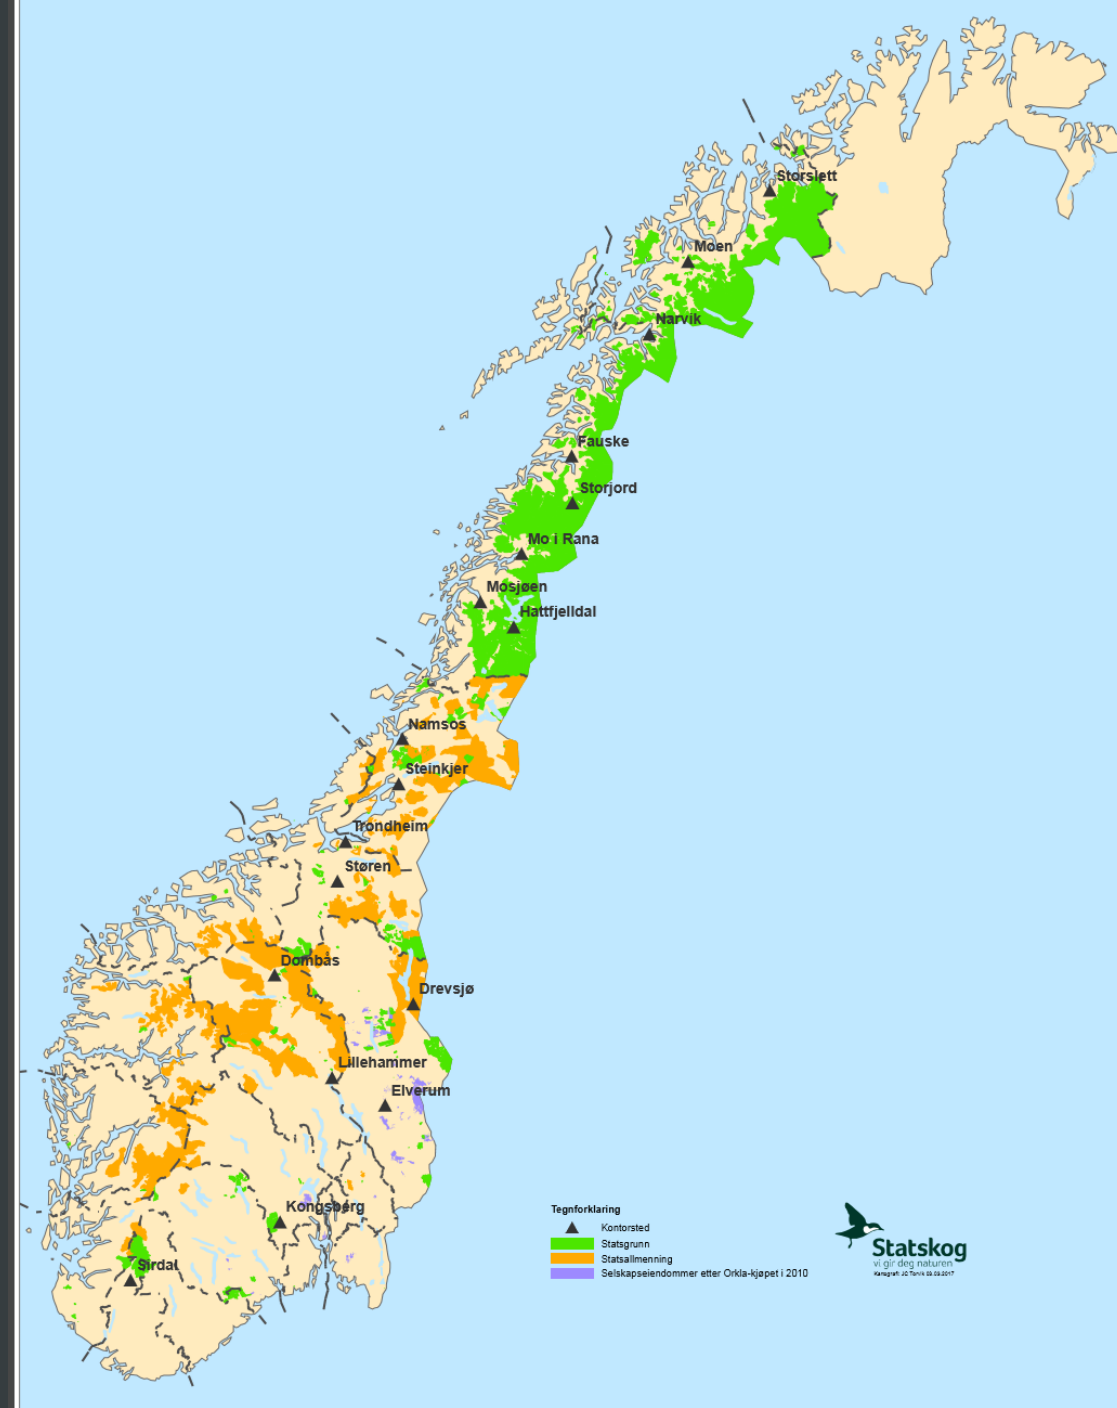 Storslett
Moen
Narvik
Fauske
Storjord
Mo i Rana
Mosjøen
Hattfjelldal
Namsos
Steinkjer
Trondheim
Støren
Dombås
Drevsjø
Lillehammer
Elverum
Kongsberg
Sirdal
Tegnforklaring
Kontorsted
Statsgrunn
Statsallmenning
Selskapseiendommer etter Orkla-kjøpet i 2010
Statskog
vi gir deg naturen